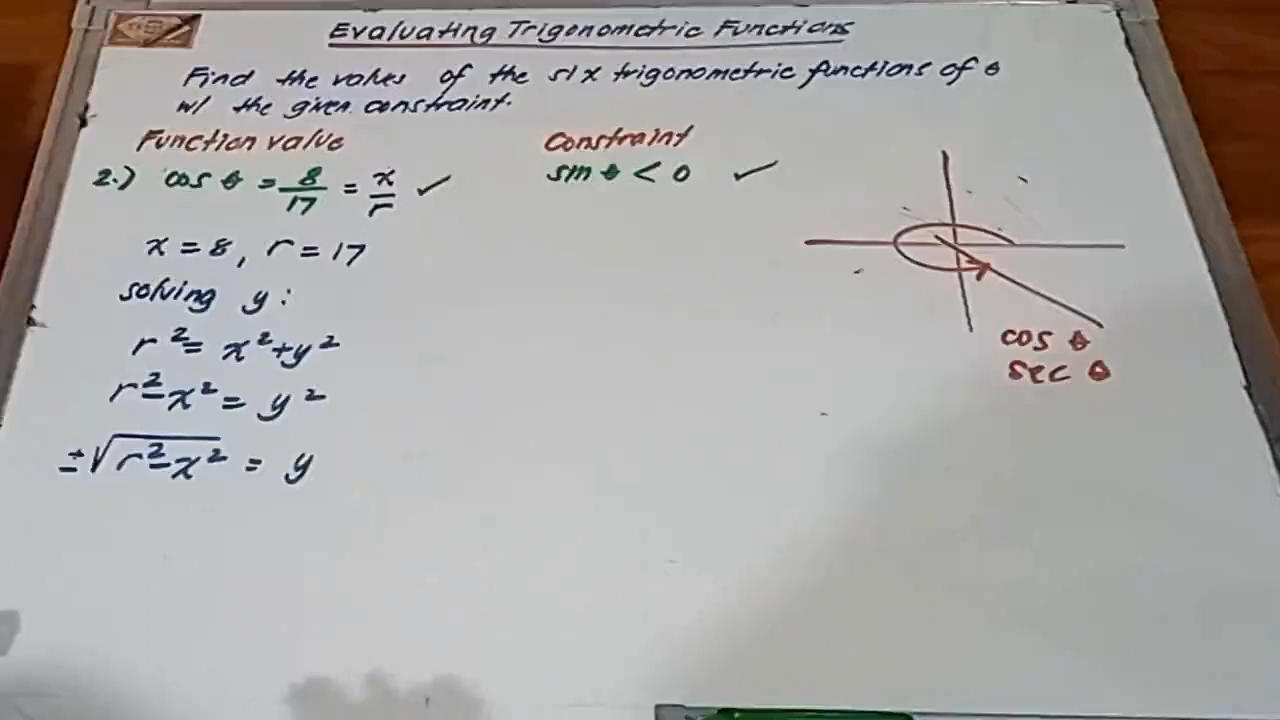 Evaluating Trigonometric Functions
Find the values of the six trigonometric functions of θ
w/ the given constraint.
Function value Constraint
2.) cos θ = 8/17 = x/r ✓ sin θ < 0 ✓
x = 8, r = 17
solving y:
r² = x² + y²
r² - x² = y²
±√r² - x² = y
cos θ
sec θ